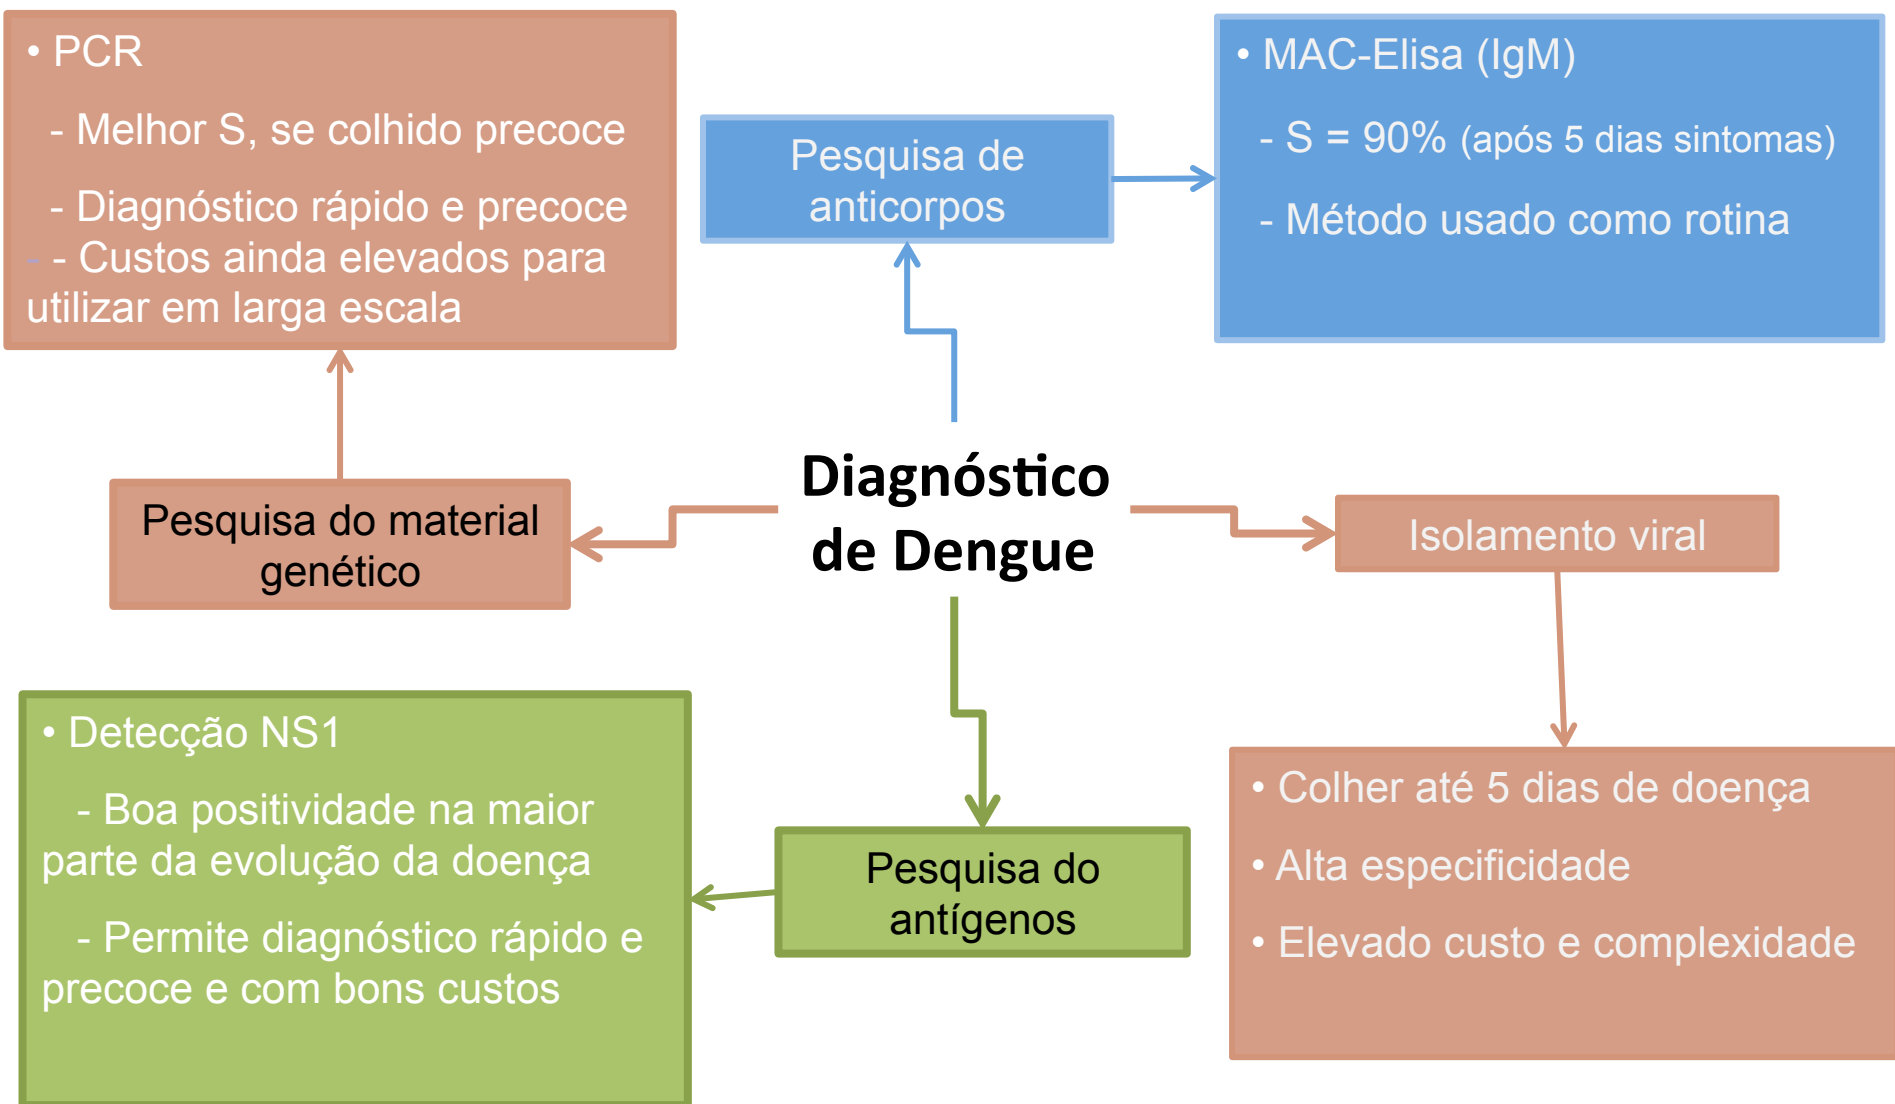 • PCR
- Melhor S, se colhido precoce
- Diagnóstico rápido e precoce
- - Custos ainda elevados para
utilizar em larga escala
Pesquisa de
anticorpos
• MAC-Elisa (IgM)
- S = 90% (após 5 dias sintomas)
- Método usado como rotina
Diagnóstico
de Dengue
Pesquisa do material
genético
Isolamento viral
• Detecção NS1
- Boa positividade na maior
parte da evolução da doença
- Permite diagnóstico rápido e
precoce e com bons custos
Pesquisa do
antígenos
• Colher até 5 dias de doença
• Alta especificidade
• Elevado custo e complexidade